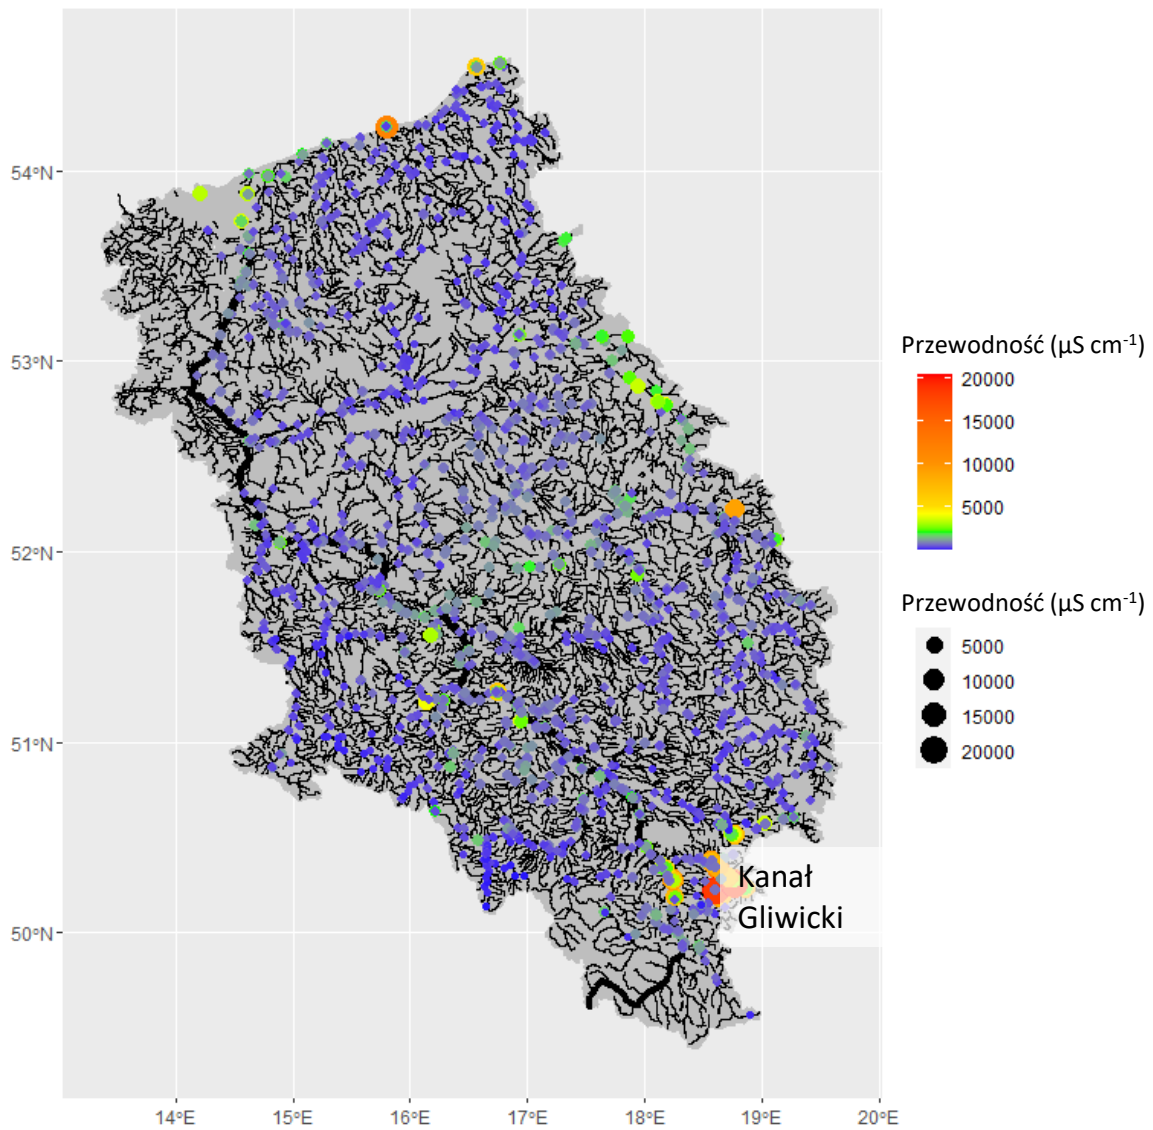 54°N
53°N
52°N
51°N
50°N
14°E
15°E
16°E
17°E
18°E
19°E
20°E
Kanał
Gliwicki
Przewodność (µS cm-1)
20000
15000
10000
5000
Przewodność (µS cm-1)
5000
10000
15000
20000